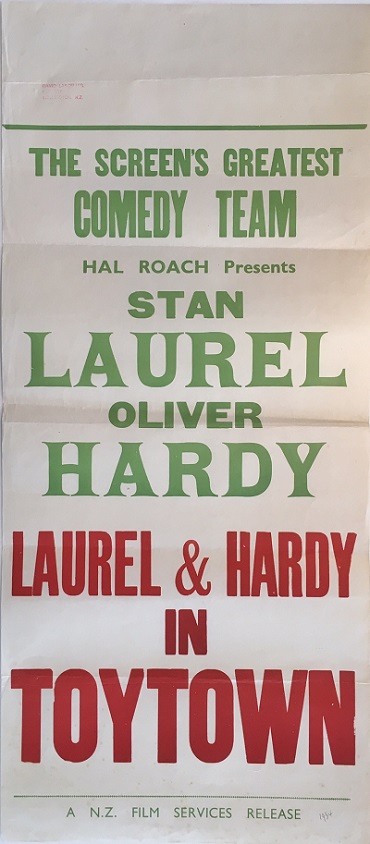 THE SCREEN'S GREATEST
COMEDY TEAM
HAL ROACH Presents
STAN
LAUREL
OLIVER
HARDY
LAUREL & HARDY
IN
TOYTOWN
A N.Z. FILM SERVICES RELEASE 1934